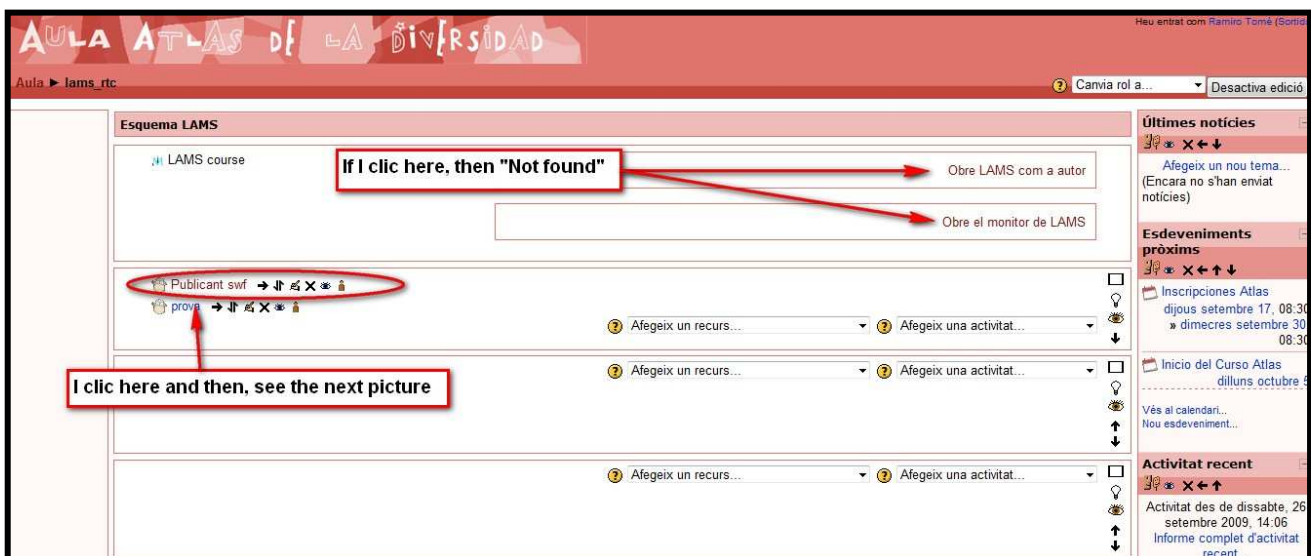 AULA ATLAS DE LA DiVERSiDAD
Heu entrat com Ramiro Tomé (Sortida
Aula ► lams_rtc
Canvia rol a...
Desactiva edició
Esquema LAMS
LAMS course
If I clic here, then "Not found"
Obre LAMS com a autor
Obre el monitor de LAMS
Publicant swf
prova
Afegeix un recurs...
Afegeix una activitat...
I clic here and then, see the next picture
Afegeix un recurs...
Afegeix una activitat...
Afegeix un recurs...
Afegeix una activitat...
Últimes notícies
Afegeix un nou tema...
(Encara no s'han enviat
notícies)
Esdeveniments
pròxims
Inscripciones Atlas
dijous setembre 17, 08:30
» dimecres setembre 30
08:30
Inicio del Curso Atlas
dilluns octubre 5
Vés al calendari...
Nou esdeveniment...
Activitat recent
Activitat des de dissabte, 26
setembre 2009, 14:06
Informe complet d'activitat
recent